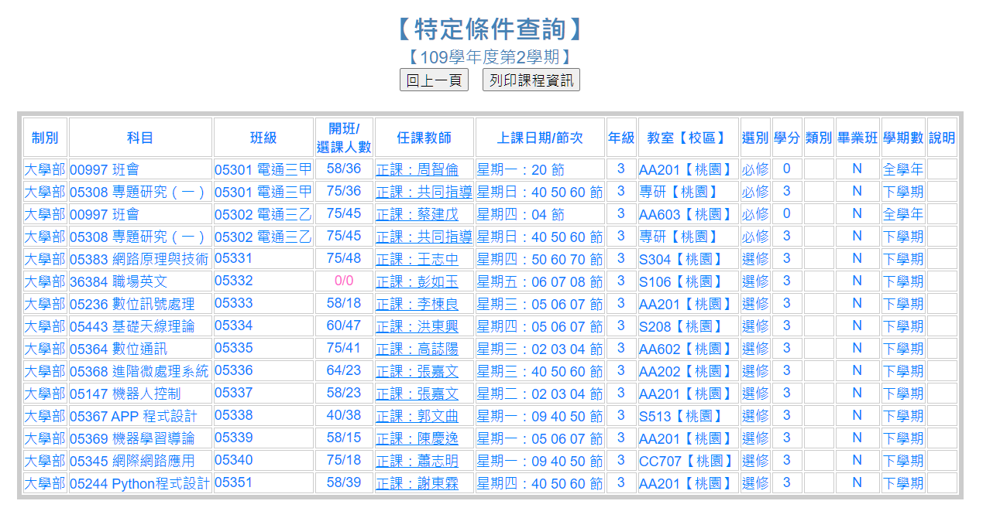 【特定條件查詢】
【109學年度第2學期】
回上一頁 列印課程資訊
制別 科目 班級 開班/選課人數 任課教師 上課日期/節次 年級 教室【校區】 選別 學分 類別 畢業班 學期數 說明
大學部 00997 班會 05301 電通三甲 58/36 正課：周智倫 星期一：20 節 3 AA201【桃園】 必修 0 N 全學年
大學部 05308 專題研究（一） 05301 電通三甲 75/36 正課：共同指導 星期日：40 50 60 節 3 專研【桃園】 必修 3 N 下學期
大學部 00997 班會 05302 電通三乙 75/45 正課：蔡建戊 星期四：04 節 3 AA603【桃園】 必修 0 N 全學年
大學部 05308 專題研究（一） 05302 電通三乙 75/45 正課：共同指導 星期日：40 50 60 節 3 專研【桃園】 必修 3 N 下學期
大學部 05383 網路原理與技術 05331 75/48 正課：王志中 星期四：50 60 70 節 3 S304【桃園】 選修 3 N 下學期
大學部 36384 職場英文 05332 0/0 正課：彭如玉 星期五：06 07 08 節 3 S106【桃園】 選修 3 N 下學期
大學部 05236 數位訊號處理 05333 58/18 正課：李棟良 星期三：05 06 07 節 3 AA201【桃園】 選修 3 N 下學期
大學部 05443 基礎天線理論 05334 60/47 正課：洪東興 星期四：05 06 07 節 3 S208【桃園】 選修 3 N 下學期
大學部 05364 數位通訊 05335 75/41 正課：高誌陽 星期三：02 03 04 節 3 AA602【桃園】 選修 3 N 下學期
大學部 05368 進階微處理系統 05336 64/23 正課：張嘉文 星期三：40 50 60 節 3 AA202【桃園】 選修 3 N 下學期
大學部 05147 機器人控制 05337 58/23 正課：張嘉文 星期二：02 03 04 節 3 AA201【桃園】 選修 3 N 下學期
大學部 05367 APP 程式設計 05338 40/38 正課：郭文曲 星期一：09 40 50 節 3 S513【桃園】 選修 3 N 下學期
大學部 05369 機器學習導論 05339 58/15 正課：陳慶逸 星期一：05 06 07 節 3 AA201【桃園】 選修 3 N 下學期
大學部 05345 網際網路應用 05340 75/18 正課：蕭志明 星期一：09 40 50 節 3 CC707【桃園】 選修 3 N 下學期
大學部 05244 Python程式設計 05351 58/39 正課：謝東霖 星期四：40 50 60 節 3 AA201【桃園】 選修 3 N 下學期